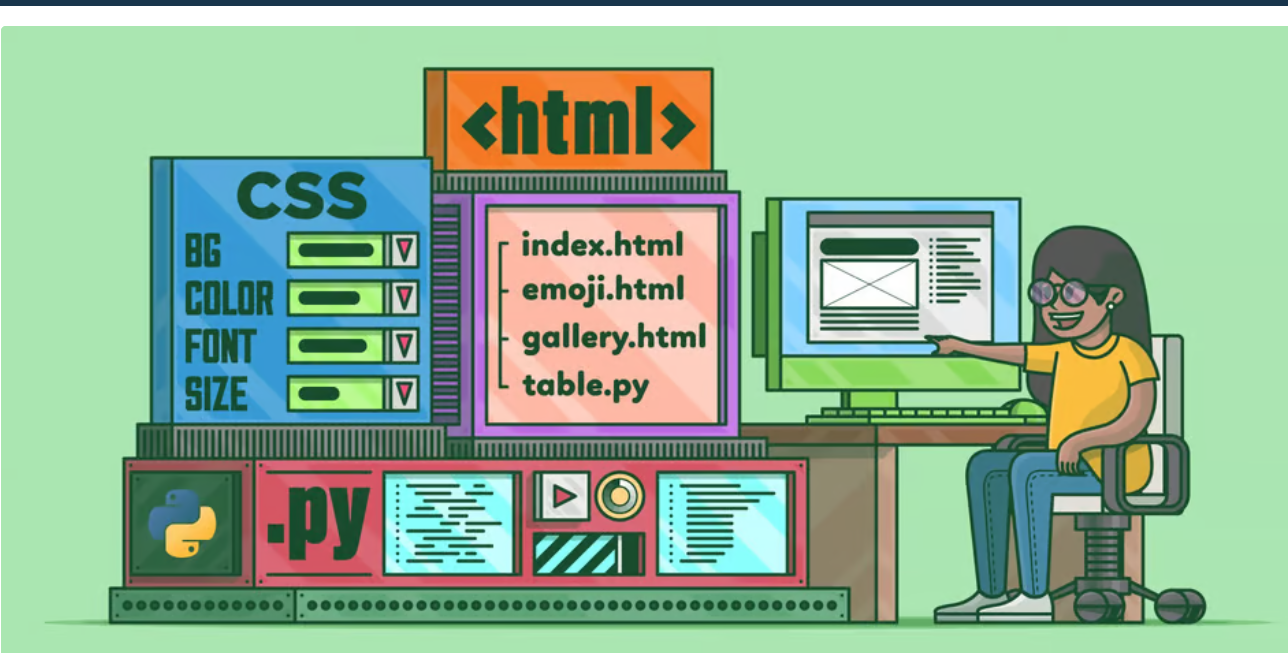 <html>
CSS
BG
COLOR
FONT
SIZE
index.html
emoji.html
gallery.html
table.py
.py